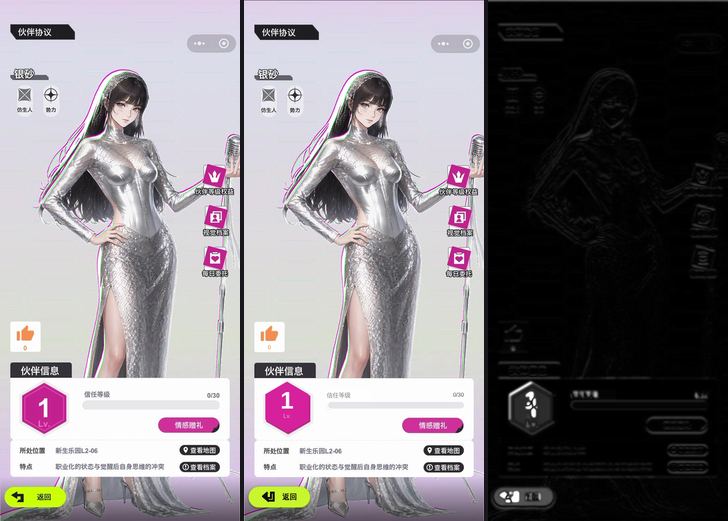 伙伴协议
银砂
仿生人 势力
伙伴等级权益
视觉档案
每日委托
0
伙伴信息
1
Lv.
信任等级 0/30
情感赠礼
所处位置 新生乐园L2-06 查看地图
特点 职业化的状态与觉醒后自身思维的冲突 查看档案
返回
伙伴协议
银砂
仿生人 势力
伙伴等级权益
视觉档案
每日委托
0
伙伴信息
1
Lv.
信任等级 0/30
情感赠礼
所处位置 新生乐园L2-06 查看地图
特点 职业化的状态与觉醒后自身思维的冲突 查看档案
返回